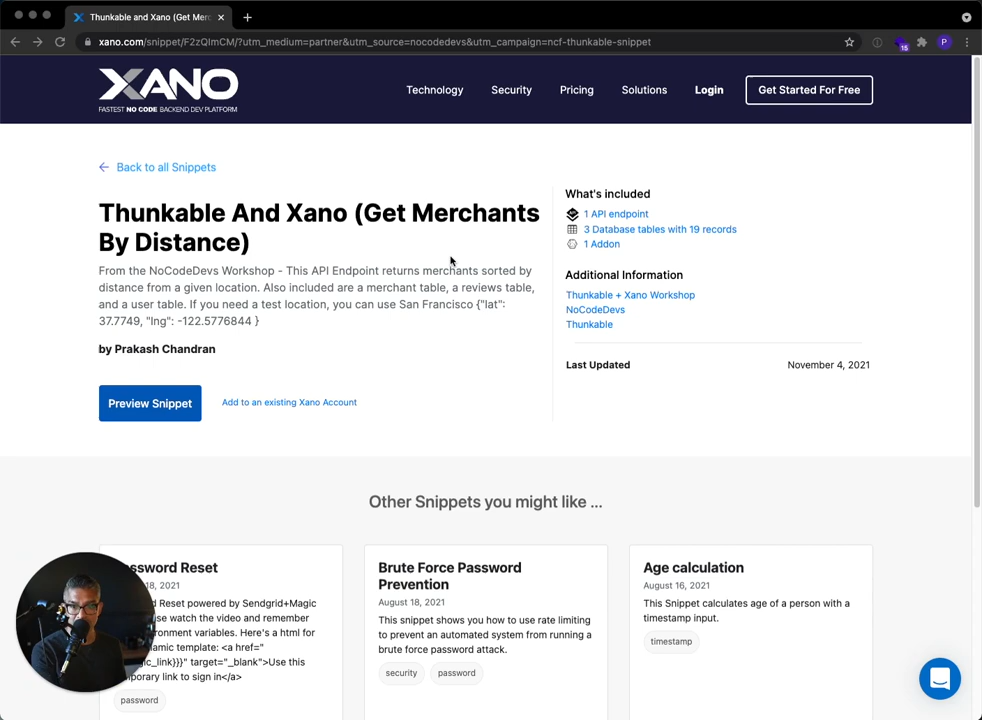 Thunkable and Xano (Get Mer
xano.com/snippet/F2zQImCM/?utm_medium=partner&utm_source=nocodedevs&utm_campaign=ncf-thunkable-snippet
15
P
XANO
FASTEST NO CODE BACKEND DEV PLATFORM
Technology
Security
Pricing
Solutions
Login
Get Started For Free
Back to all Snippets
Thunkable And Xano (Get Merchants
By Distance)
From the NoCodeDevs Workshop - This API Endpoint returns merchants sorted by
distance from a given location. Also included are a merchant table, a reviews table,
and a user table. If you need a test location, you can use San Francisco {"lat":
37.7749, "lng": -122.5776844 }
by Prakash Chandran
Preview Snippet
Add to an existing Xano Account
What's included
1 API endpoint
3 Database tables with 19 records
1 Addon
Additional Information
Thunkable + Xano Workshop
NoCodeDevs
Thunkable
Last Updated
November 4, 2021
Other Snippets you might like ...
ssword Reset
18, 2021
d Reset powered by Sendgrid+Magic
se watch the video and remember
ronment variables. Here's a html for
amic template: <a href="
gic_link}}}" target="_blank">Use this
mporary link to sign in</a>
password
Brute Force Password
Prevention
August 18, 2021
This snippet shows you how to use rate limiting
to prevent an automated system from running a
brute force password attack.
security
password
Age calculation
August 16, 2021
This Snippet calculates age of a person with a
timestamp input.
timestamp